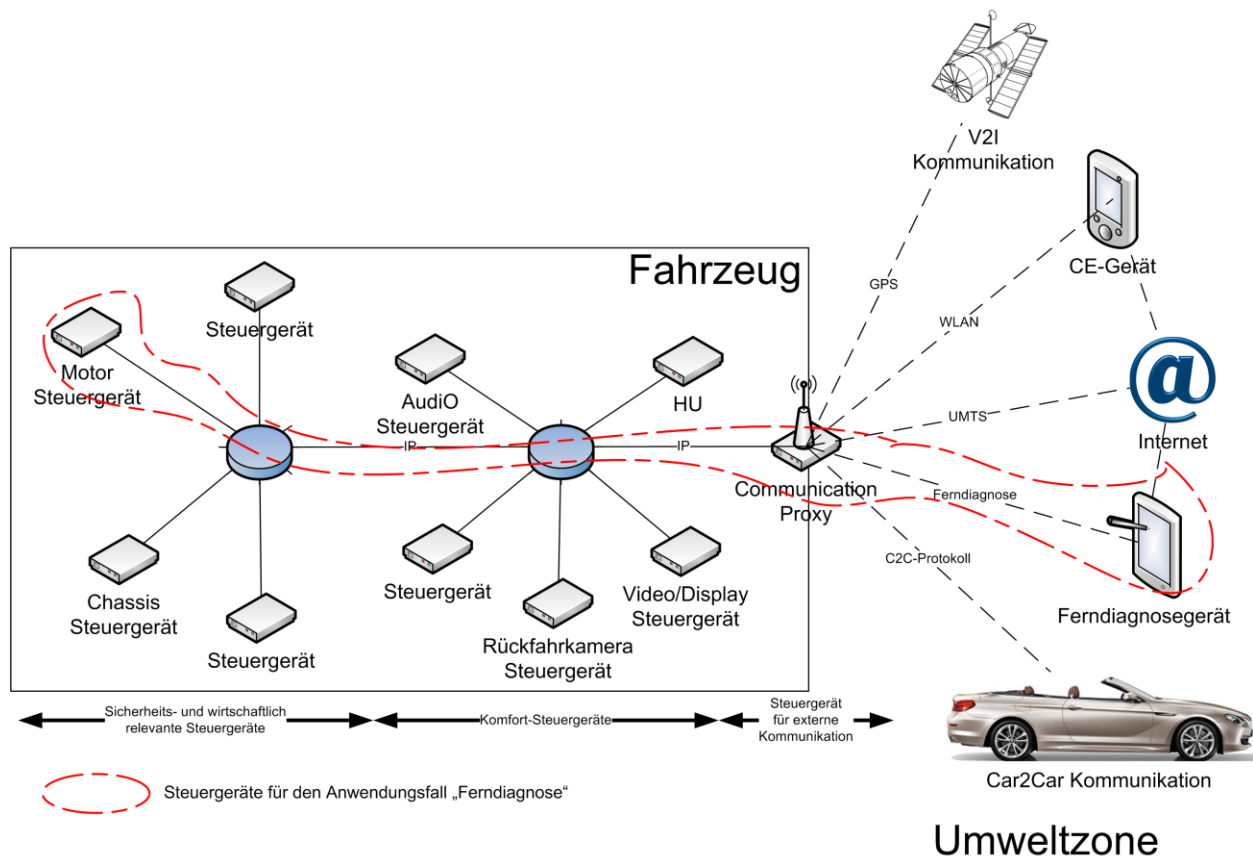 V2I
Kommunikation
CE-Gerät
Fahrzeug
GPS
WLAN
Steuergerät
Motor
Steuergerät
AudiO
Steuergerät
HU
UMTS
Internet
IP
IP
Communication
Proxy
Ferndiagnose
C2C-Protokoll
Chassis
Steuergerät
Steuergerät
Steuergerät
Rückfahrkamera
Steuergerät
Video/Display
Steuergerät
Ferndiagnosegerät
Sicherheits- und wirtschaftlich
relevante Steuergeräte
Komfort-Steuergeräte
Steuergerät
für externe
Kommunikation
Car2Car Kommunikation
Steuergeräte für den Anwendungsfall „Ferndiagnose“
Umweltzone